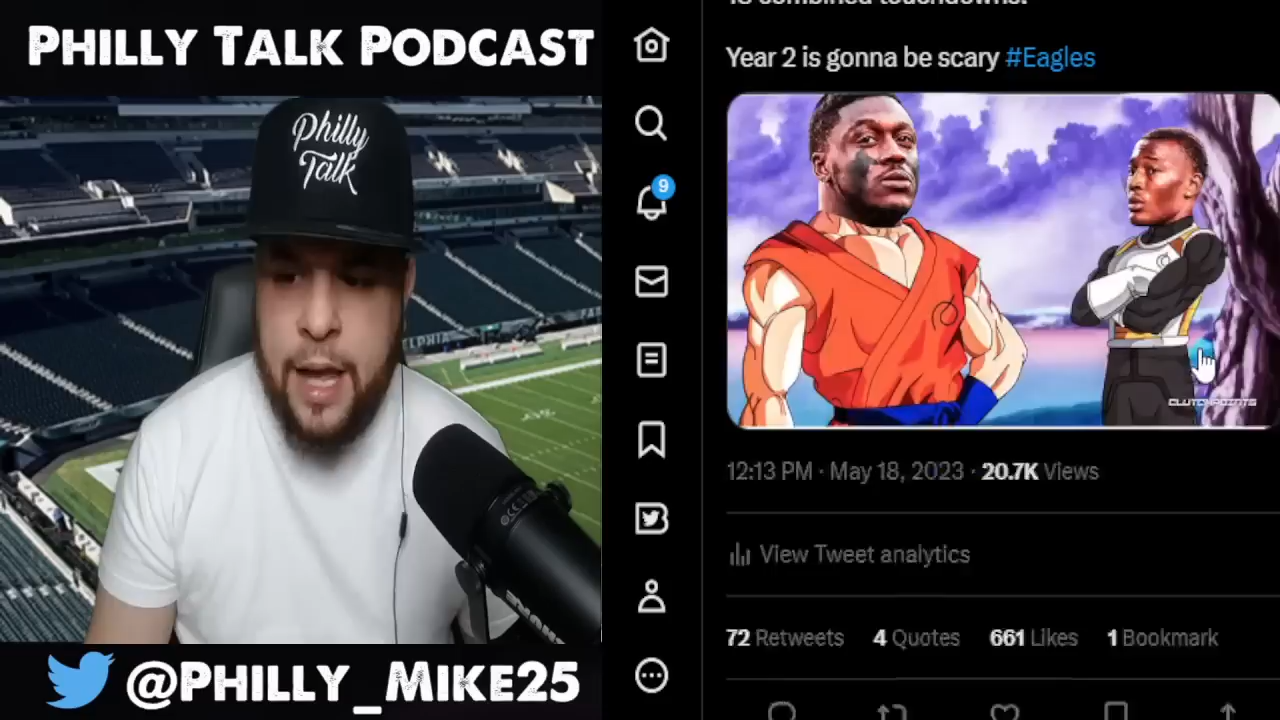 PHILLY TALK PODCAST
Philly
Talk
@PHILLY_MIKE25
9
Year 2 is gonna be scary #Eagles
CLUTCHPOINTS
12:13 PM · May 18, 2023 · 20.7K Views
View Tweet analytics
72 Retweets 4 Quotes 661 Likes 1 Bookmark